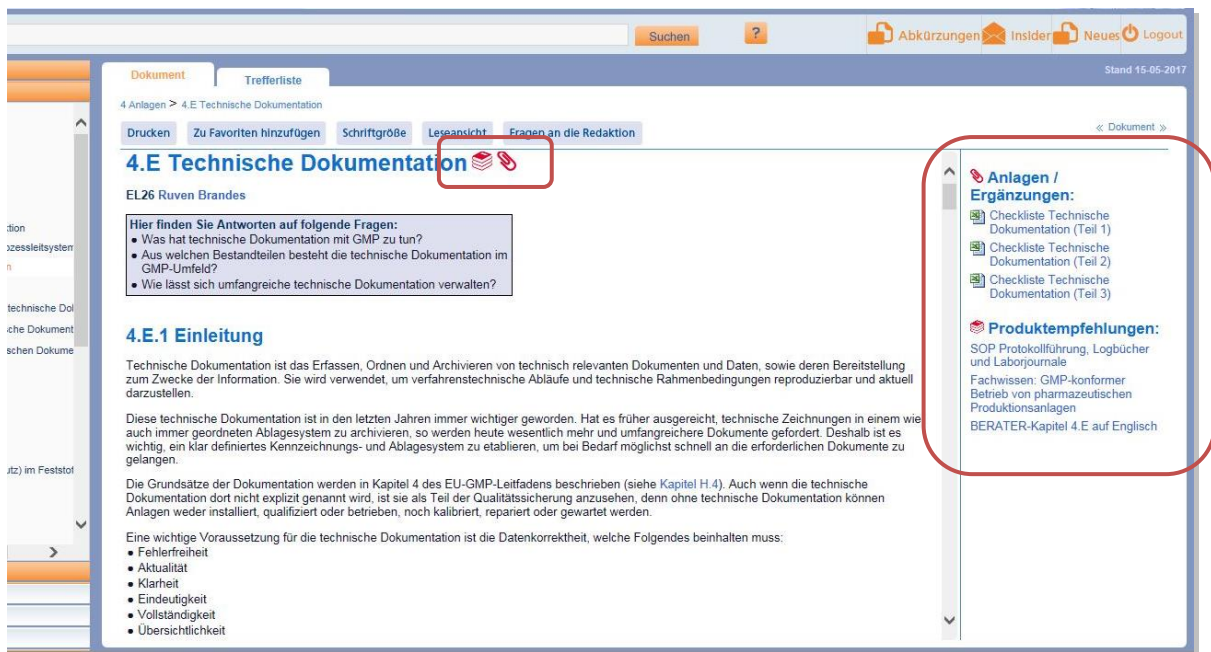 Suchen ? Abkürzungen Insider Neues Logout
Dokument Trefferliste Stand 15-05-2017
4 Anlagen > 4.E Technische Dokumentation
Drucken Zu Favoriten hinzufügen Schriftgröße Leseansicht Fragen an die Redaktion « Dokument »
4.E Technische Dokumentation
EL26 Ruven Brandes
Hier finden Sie Antworten auf folgende Fragen:
• Was hat technische Dokumentation mit GMP zu tun?
• Aus welchen Bestandteilen besteht die technische Dokumentation im
GMP-Umfeld?
• Wie lässt sich umfangreiche technische Dokumentation verwalten?
4.E.1 Einleitung
Technische Dokumentation ist das Erfassen, Ordnen und Archivieren von technisch relevanten Dokumenten und Daten, sowie deren Bereitstellung
zum Zwecke der Information. Sie wird verwendet, um verfahrenstechnische Abläufe und technische Rahmenbedingungen reproduzierbar und aktuell
darzustellen.
Diese technische Dokumentation ist in den letzten Jahren immer wichtiger geworden. Hat es früher ausgereicht, technische Zeichnungen in einem wie
auch immer geordneten Ablagesystem zu archivieren, so werden heute wesentlich mehr und umfangreichere Dokumente gefordert. Deshalb ist es
wichtig, ein klar definiertes Kennzeichnungs- und Ablagesystem zu etablieren, um bei Bedarf möglichst schnell an die erforderlichen Dokumente zu
gelangen.
Die Grundsätze der Dokumentation werden in Kapitel 4 des EU-GMP-Leitfadens beschrieben (siehe Kapitel H.4). Auch wenn die technische
Dokumentation dort nicht explizit genannt wird, ist sie als Teil der Qualitätssicherung anzusehen, denn ohne technische Dokumentation können
Anlagen weder installiert, qualifiziert oder betrieben, noch kalibriert, repariert oder gewartet werden.
Eine wichtige Voraussetzung für die technische Dokumentation ist die Datenkorrektheit, welche Folgendes beinhalten muss:
• Fehlerfreiheit
• Aktualität
• Klarheit
• Eindeutigkeit
• Vollständigkeit
• Übersichtlichkeit
Anlagen /
Ergänzungen:
Checkliste Technische
Dokumentation (Teil 1)
Checkliste Technische
Dokumentation (Teil 2)
Checkliste Technische
Dokumentation (Teil 3)
Produktempfehlungen:
SOP Protokollführung, Logbücher
und Laborjournale
Fachwissen: GMP-konformer
Betrieb von pharmazeutischen
Produktionsanlagen
BERATER-Kapitel 4.E auf Englisch
ktion
ozessleitsystem
n
technische Dol
sche Dokument
schen Dokume
utz) im Feststof